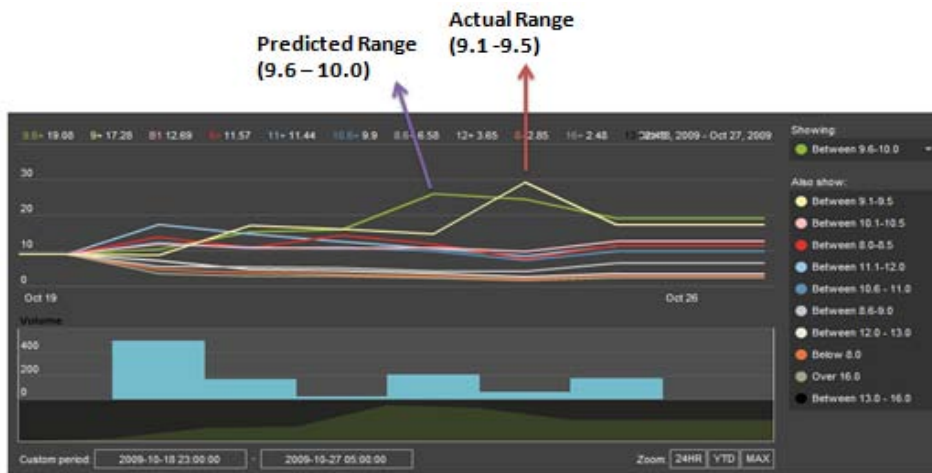 Actual Range
(9.1 -9.5)
Predicted Range
(9.6 – 10.0)
9.6+ 19.08 9+ 17.28 11.57 11+ 11.44 10.6+ 9.9 8.6+ 6.58 12+ 3.65 2.85 16+ 2.48 2009 - Oct 27, 2009
Showing:
Between 9.6-10.0
Also show:
Between 9.1-9.5
Between 10.1-10.5
Between 8.0-8.5
Between 11.1-12.0
Between 10.6 - 11.0
Between 8.6-9.0
Between 12.0 - 13.0
Below 8.0
Over 16.0
Between 13.0 - 16.0
30
20
10
0
Oct 19
Oct 26
Volume
400
200
0
Custom period: 2009-10-18 23:00:00 - 2009-10-27 05:00:00
Zoom: 24HR YTD MAX